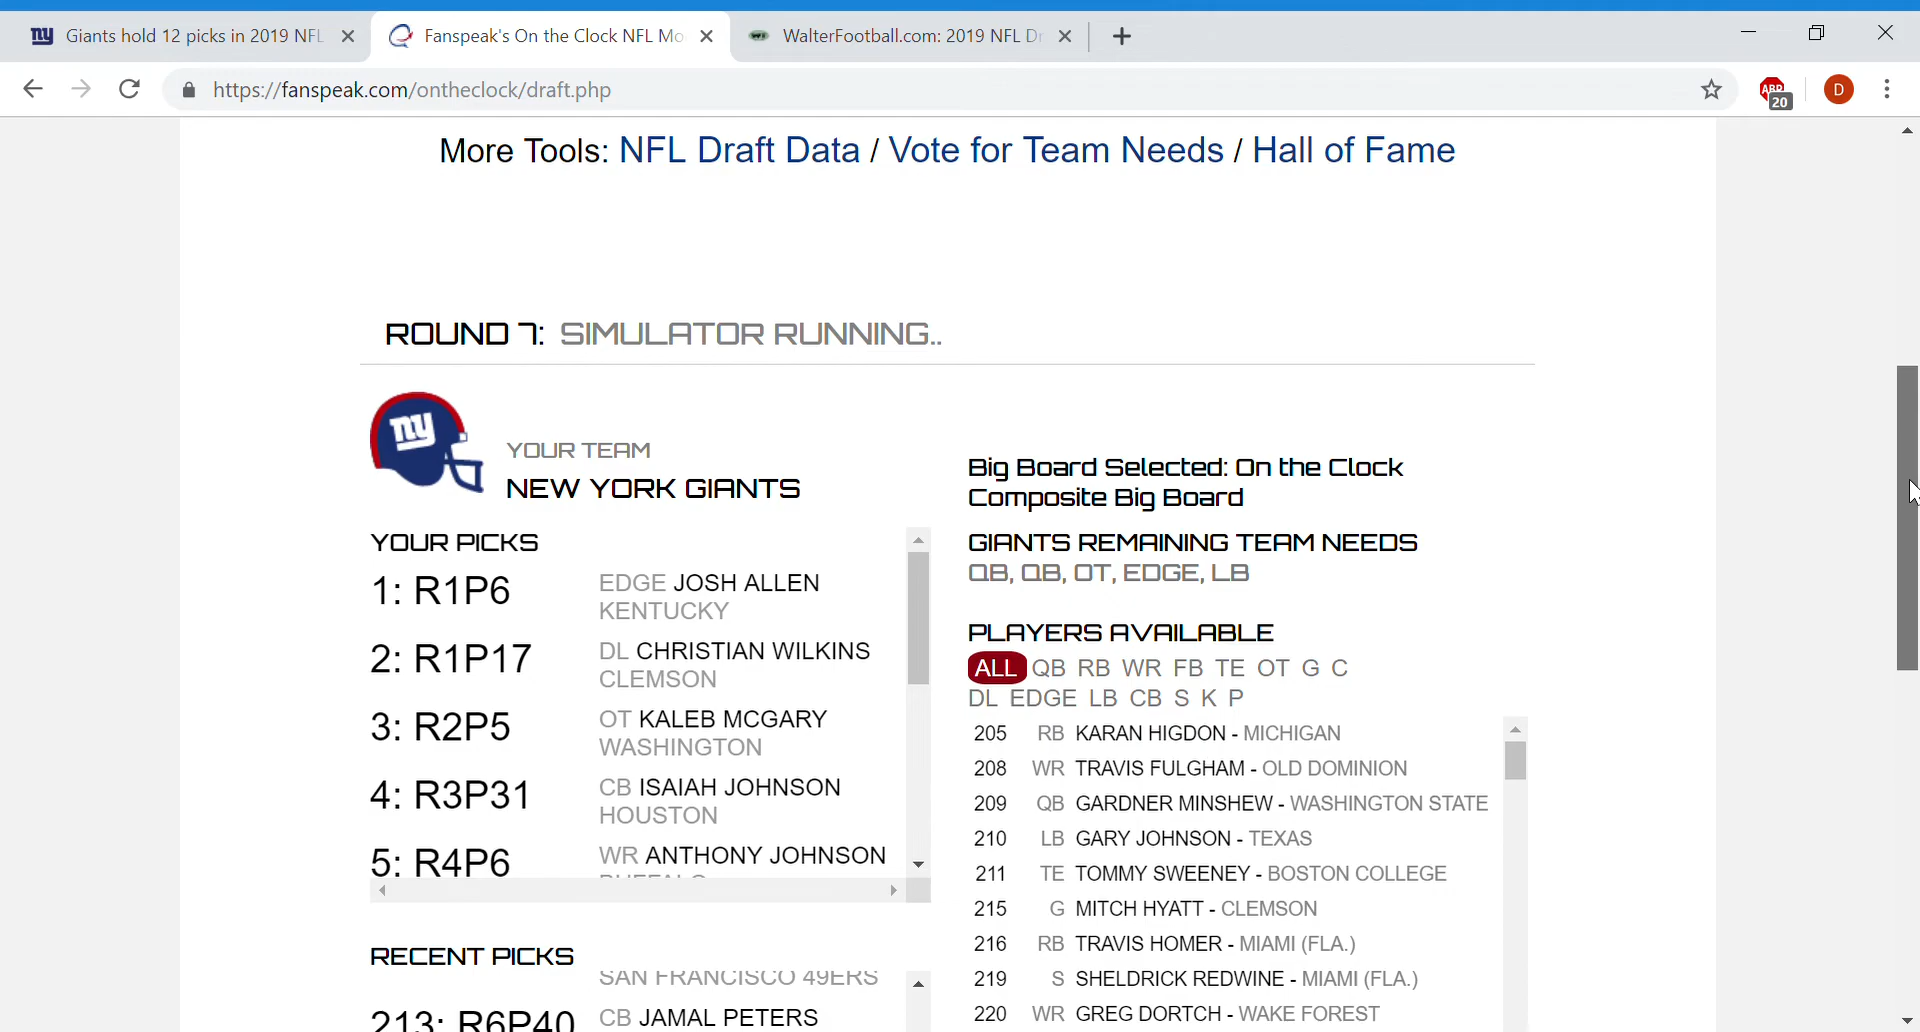 Giants hold 12 picks in 2019 NFL
Fanspeak's On the Clock NFL Mo
WalterFootball.com: 2019 NFL Dr
https://fanspeak.com/ontheclock/draft.php
ABP
20
D
More Tools: NFL Draft Data / Vote for Team Needs / Hall of Fame
ROUND 7: SIMULATOR RUNNING..
ny
YOUR TEAM
NEW YORK GIANTS
YOUR PICKS
1: R1P6 EDGE JOSH ALLEN
KENTUCKY
2: R1P17 DL CHRISTIAN WILKINS
CLEMSON
3: R2P5 OT KALEB MCGARY
WASHINGTON
4: R3P31 CB ISAIAH JOHNSON
HOUSTON
5: R4P6 WR ANTHONY JOHNSON
BUFFALO
RECENT PICKS
SAN FRANCISCO 49ERS
213: R6P40 CB JAMAL PETERS
Big Board Selected: On the Clock
Composite Big Board
GIANTS REMAINING TEAM NEEDS
QB, QB, OT, EDGE, LB
PLAYERS AVAILABLE
ALL QB RB WR FB TE OT G C
DL EDGE LB CB S K P
205 RB KARAN HIGDON - MICHIGAN
208 WR TRAVIS FULGHAM - OLD DOMINION
209 QB GARDNER MINSHEW - WASHINGTON STATE
210 LB GARY JOHNSON - TEXAS
211 TE TOMMY SWEENEY - BOSTON COLLEGE
215 G MITCH HYATT - CLEMSON
216 RB TRAVIS HOMER - MIAMI (FLA.)
219 S SHELDRICK REDWINE - MIAMI (FLA.)
220 WR GREG DORTCH - WAKE FOREST